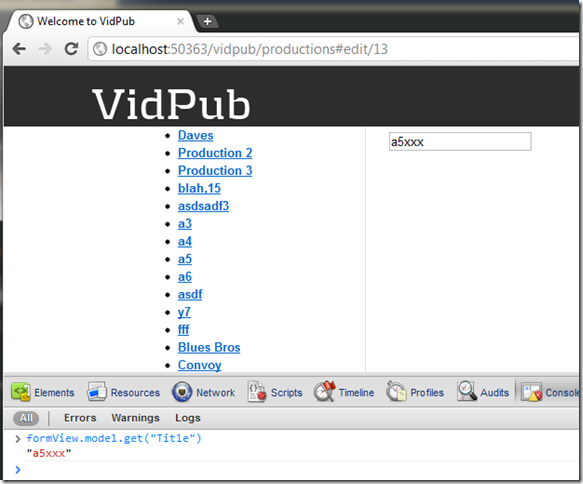 Welcome to VidPub
localhost:50363/vidpub/productions#edit/13
VidPub
Daves
Production 2
Production 3
blah,15
asdsadf3
a3
a4
a5
a6
asdf
y7
fff
Blues Bros
Convoy
a5xxx
Elements Resources Network Scripts Timeline Profiles Audits Console
All Errors Warnings Logs
> formView.model.get("Title")
"a5xxx"
>